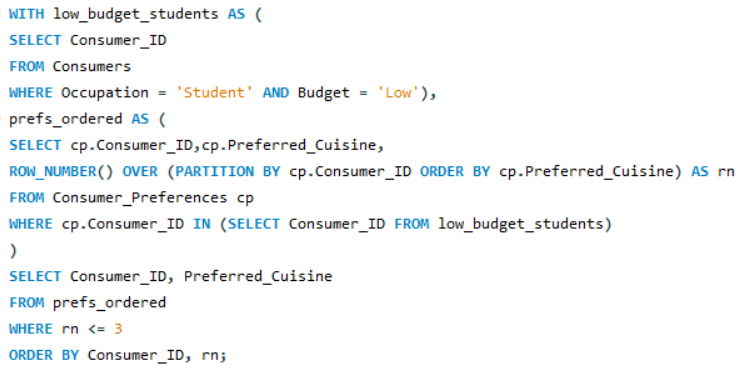 WITH low_budget_students AS (
SELECT Consumer_ID
FROM Consumers
WHERE Occupation = 'Student' AND Budget = 'Low'),
prefs_ordered AS (
SELECT cp.Consumer_ID,cp.Preferred_Cuisine,
ROW_NUMBER() OVER (PARTITION BY cp.Consumer_ID ORDER BY cp.Preferred_Cuisine) AS rn
FROM Consumer_Preferences cp
WHERE cp.Consumer_ID IN (SELECT Consumer_ID FROM low_budget_students)
)
SELECT Consumer_ID, Preferred_Cuisine
FROM prefs_ordered
WHERE rn <= 3
ORDER BY Consumer_ID, rn;